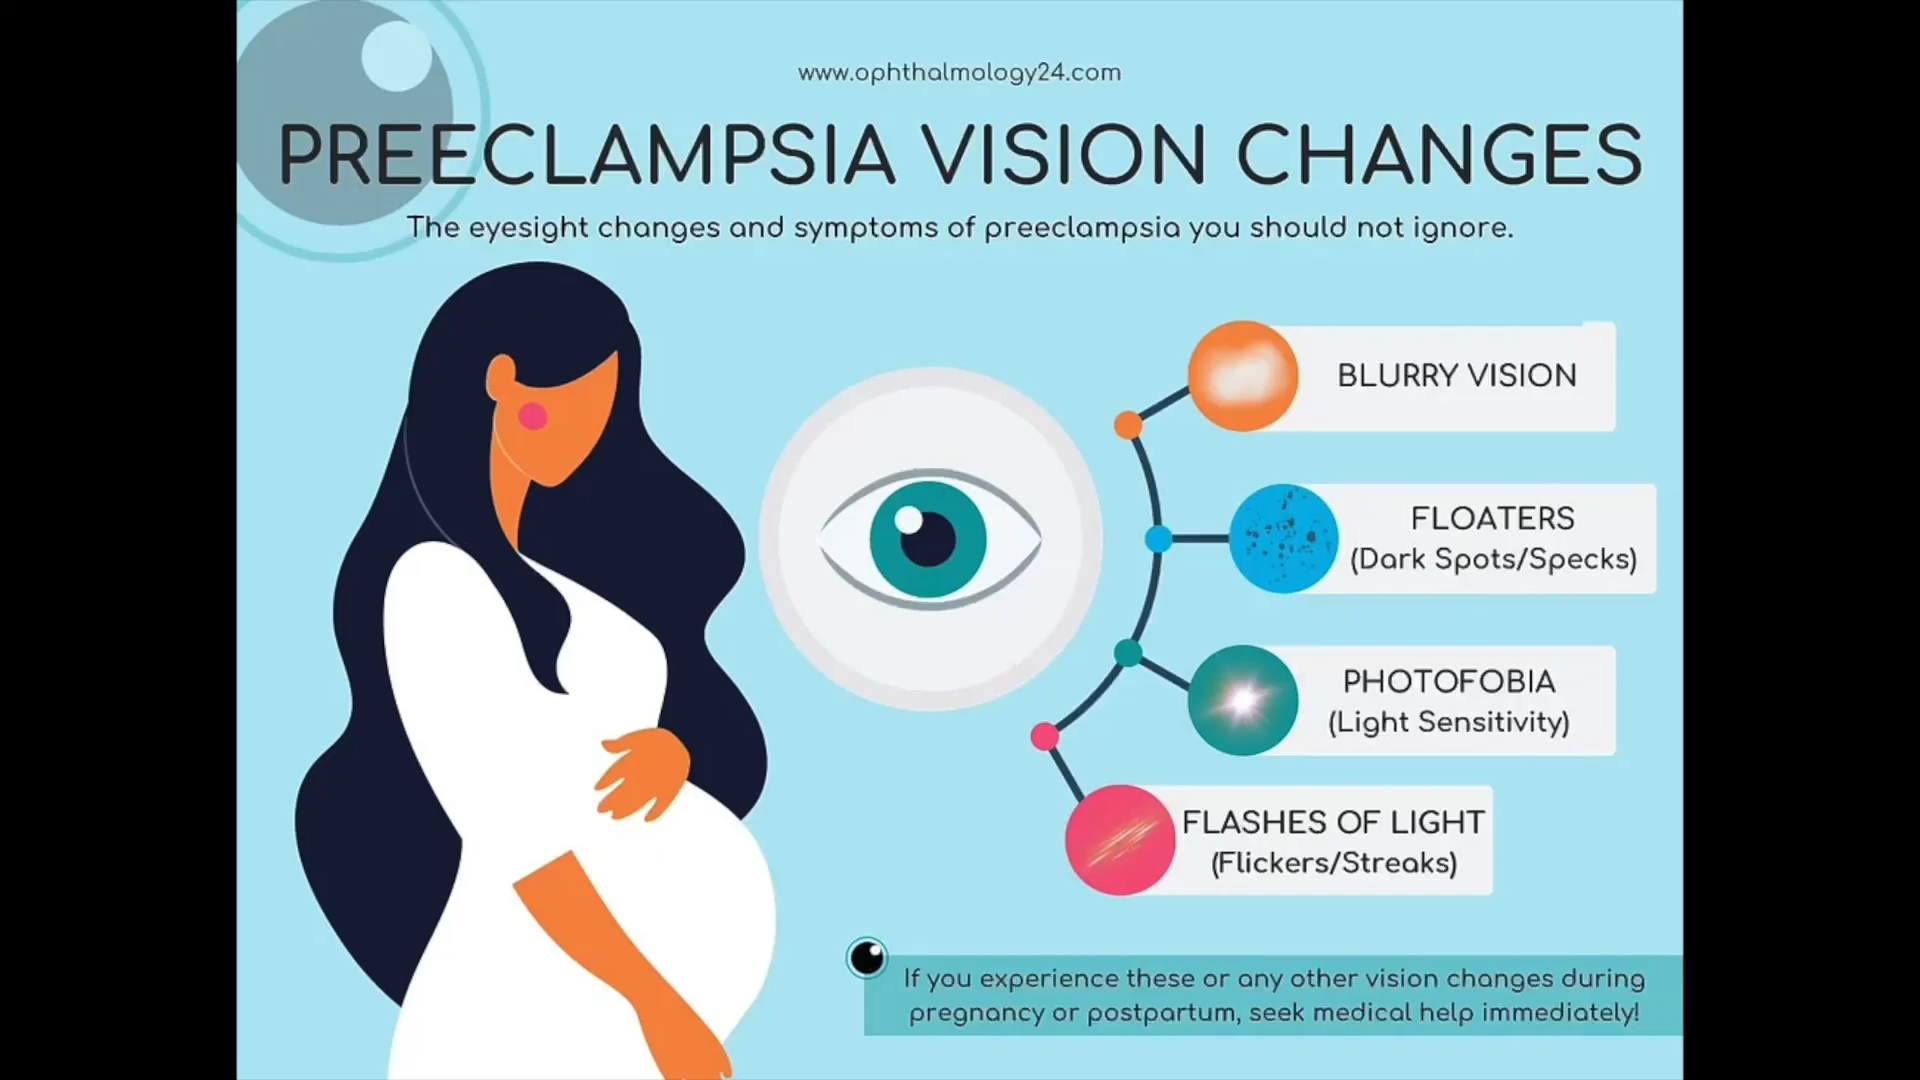 www.ophthalmology24.com
PREECLAMPSIA VISION CHANGES
The eyesight changes and symptoms of preeclampsia you should not ignore.
BLURRY VISION
FLOATERS
(Dark Spots/Specks)
PHOTOFOBIA
(Light Sensitivity)
FLASHES OF LIGHT
(Flickers/Streaks)
If you experience these or any other vision changes during
pregnancy or postpartum, seek medical help immediately!